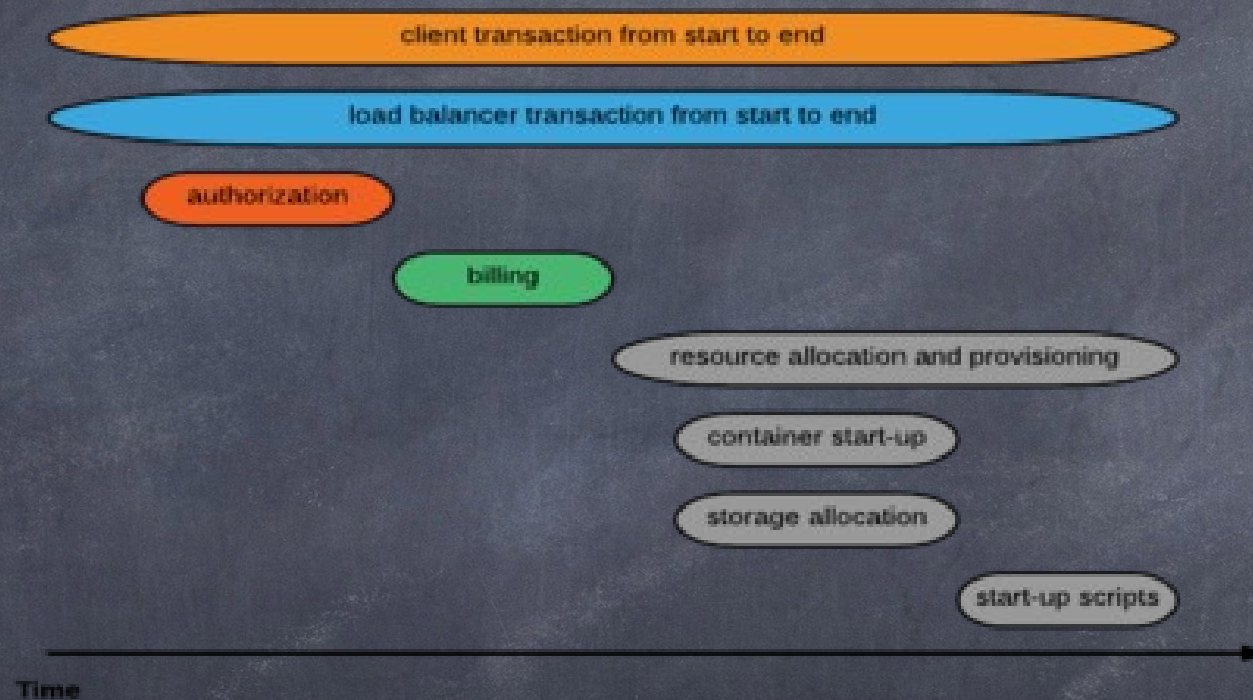 client transaction from start to end
load balancer transaction from start to end
authorization
billing
resource allocation and provisioning
container start-up
storage allocation
start-up scripts
Time